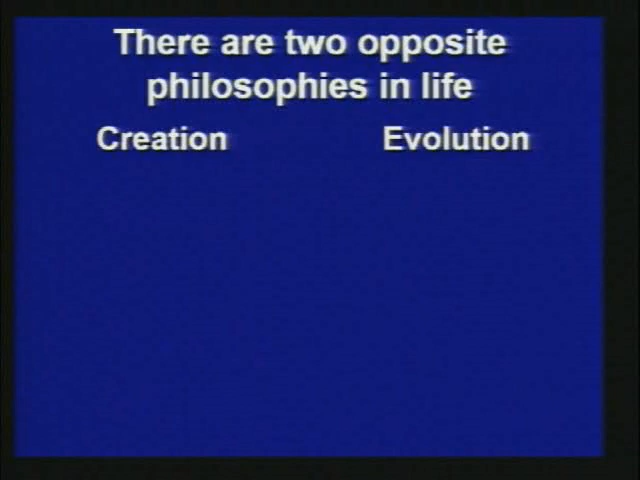 There are two opposite
philosophies in life
Creation Evolution